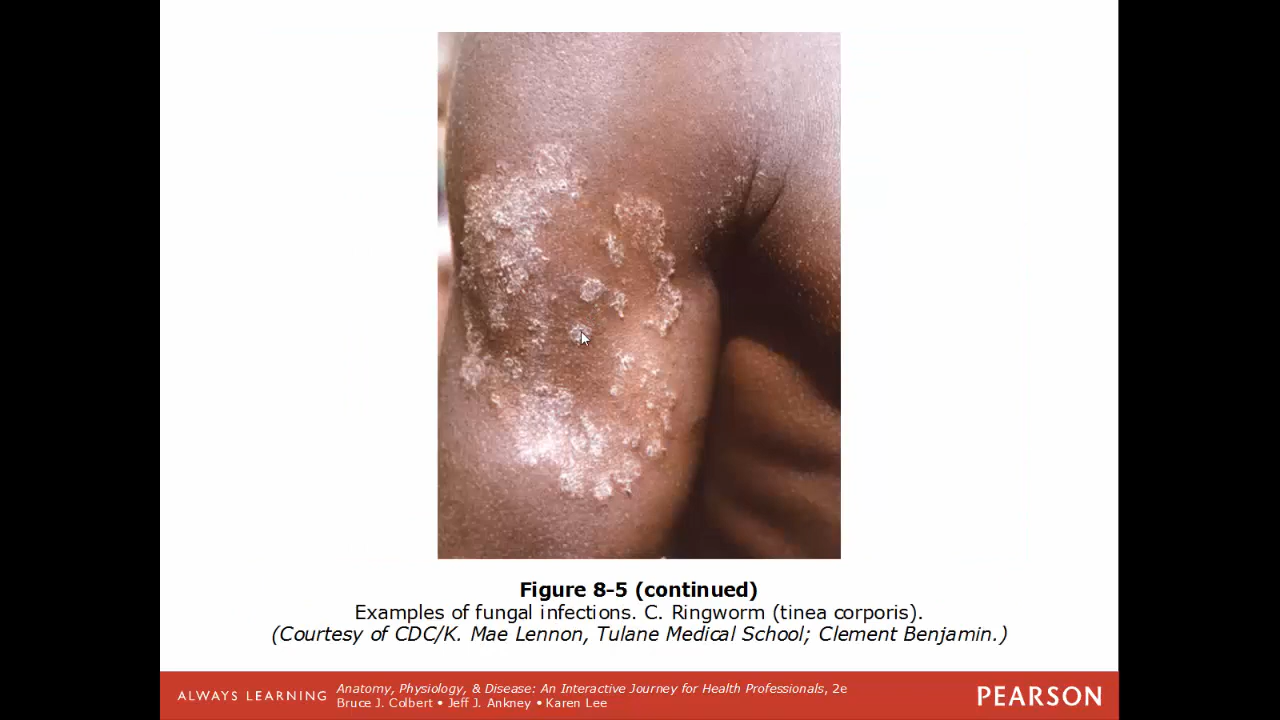 Figure 8-5 (continued)
Examples of fungal infections. C. Ringworm (tinea corporis).
(Courtesy of CDC/K. Mae Lennon, Tulane Medical School; Clement Benjamin.)
ALWAYS LEARNING
Anatomy, Physiology, & Disease: An Interactive Journey for Health Professionals, 2e
Bruce J. Colbert • Jeff J. Ankney • Karen Lee
PEARSON